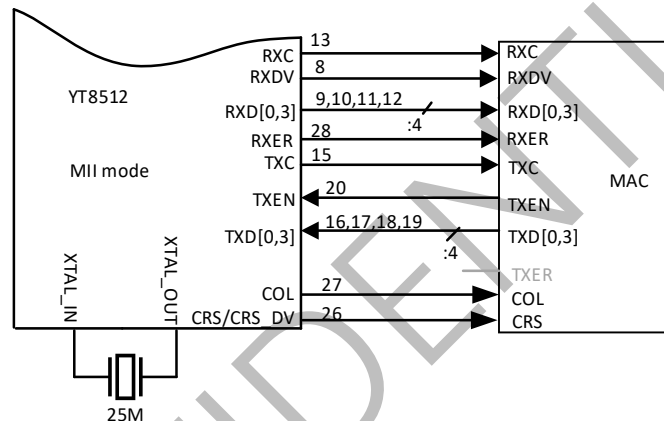 13
RXC RXC
8
RXDV RXDV
YT8512
9,10,11,12
RXD[0,3] RXD[0,3]
:4
28
RXER RXER
15
TXC TXC
MII mode
MAC
20
TXEN TXEN
16,17,18,19
TXD[0,3] TXD[0,3]
:4
XTAL_IN
XTAL_OUT
TXER
27
COL COL
26
CRS/CRS_DV CRS
25M
IDENTI